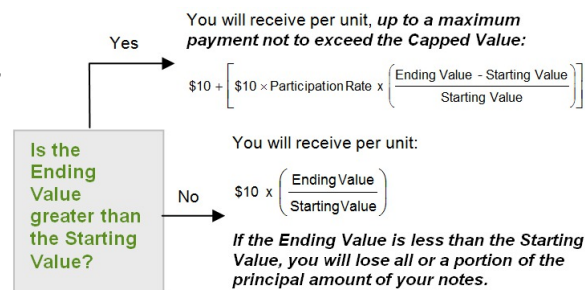 You will receive per unit, up to a maximum
payment not to exceed the Capped Value:
Yes
$10 + [ $10 × Participation Rate x ( Ending Value - Starting Value / Starting Value ) ]
Is the
Ending
Value
greater than
the Starting
Value?
No
You will receive per unit:
$10 x ( Ending Value / Starting Value )
If the Ending Value is less than the Starting
Value, you will lose all or a portion of the
principal amount of your notes.